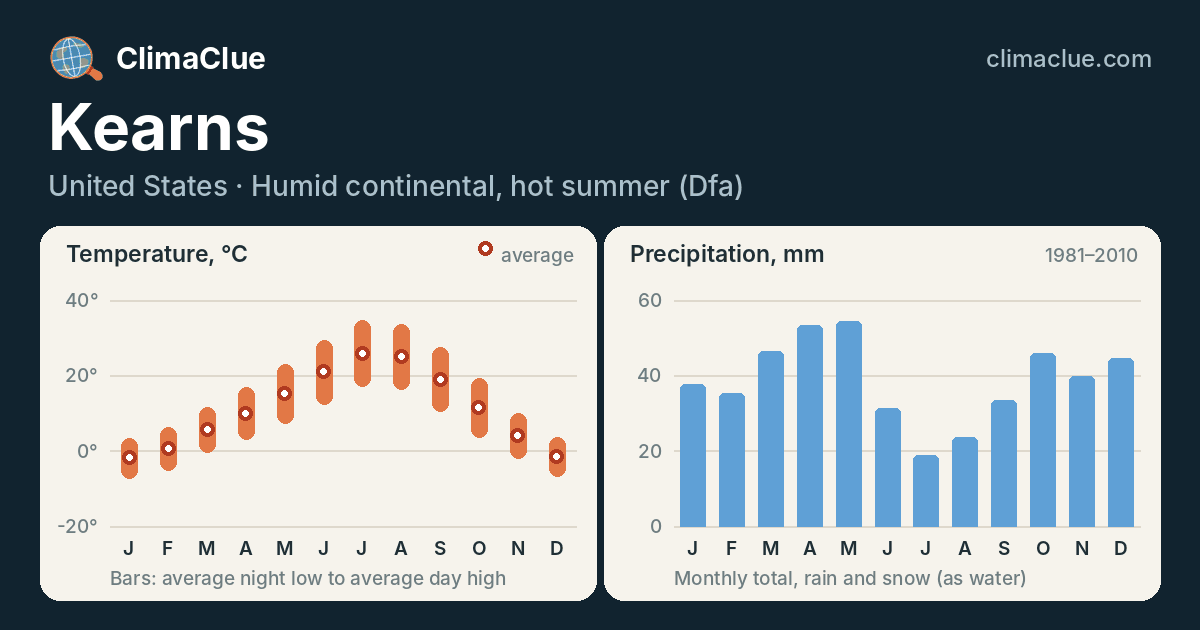 ClimaClue
climaclue.com
Kearns
United States · Humid continental, hot summer (Dfa)
Temperature, °C
average
40°
20°
0°
-20°
J F M A M J J A S O N D
Bars: average night low to average day high
Precipitation, mm
1981–2010
60
40
20
0
J F M A M J J A S O N D
Monthly total, rain and snow (as water)